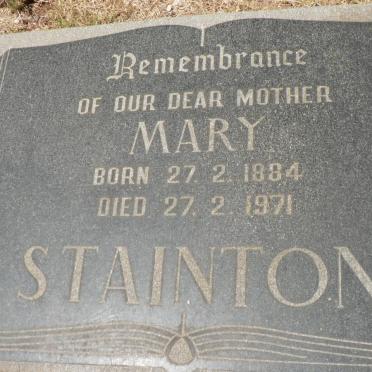 Remembrance
OF OUR DEAR MOTHER
MARY
BORN 27. 2. 1884
DIED 27. 2. 1971
STAINTON